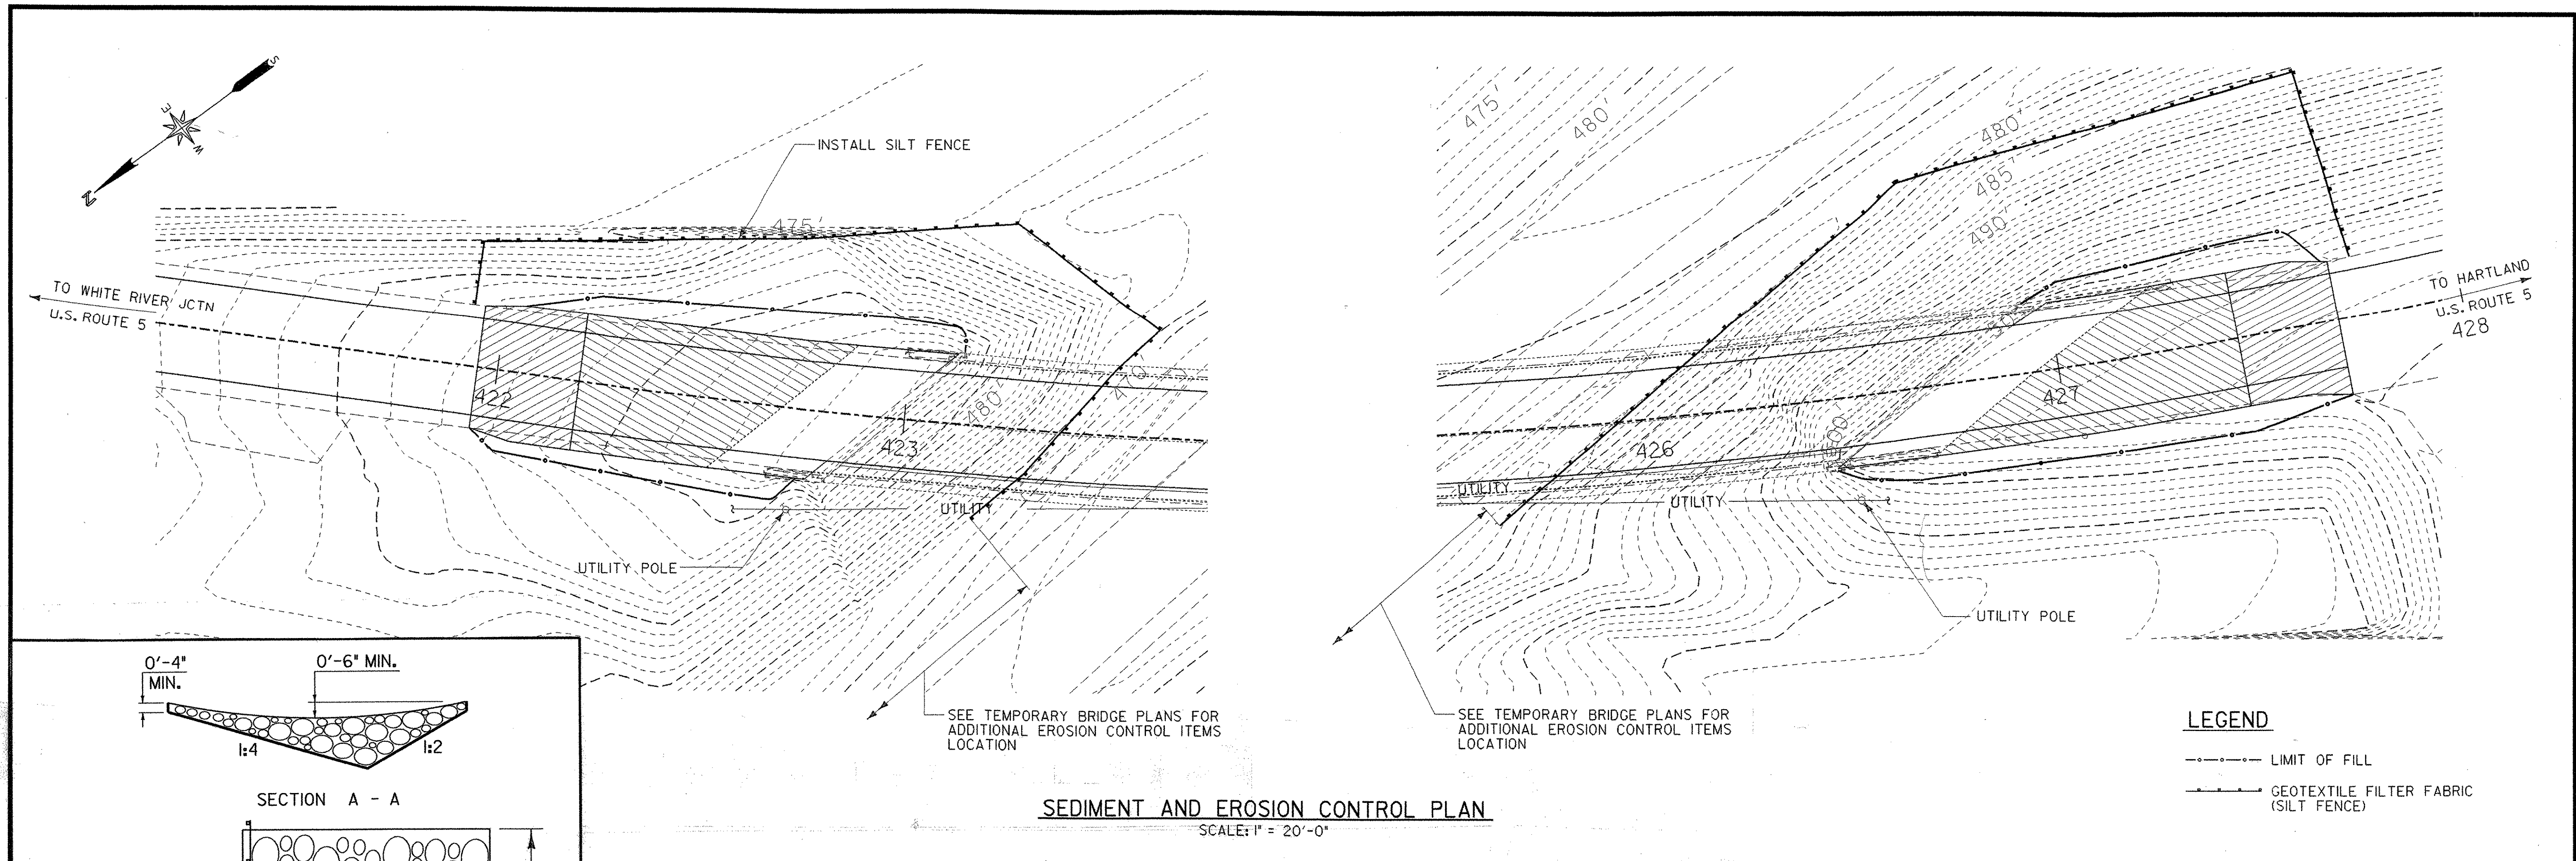 S
E
W
N
INSTALL SILT FENCE
475'
TO WHITE RIVER JCTN
U.S. ROUTE 5
422
423
480'
470'
UTILITY
UTILITY POLE
SEE TEMPORARY BRIDGE PLANS FOR
ADDITIONAL EROSION CONTROL ITEMS
LOCATION
475'
480'
480'
485'
490'
500'
426
427
428
TO HARTLAND
U.S. ROUTE 5
UTILITY
UTILITY
UTILITY POLE
SEE TEMPORARY BRIDGE PLANS FOR
ADDITIONAL EROSION CONTROL ITEMS
LOCATION
0'-4"
MIN.
0'-6" MIN.
1:4
1:2
SECTION A - A
SEDIMENT AND EROSION CONTROL PLAN
SCALE: 1" = 20'-0"
LEGEND
LIMIT OF FILL
GEOTEXTILE FILTER FABRIC
(SILT FENCE)